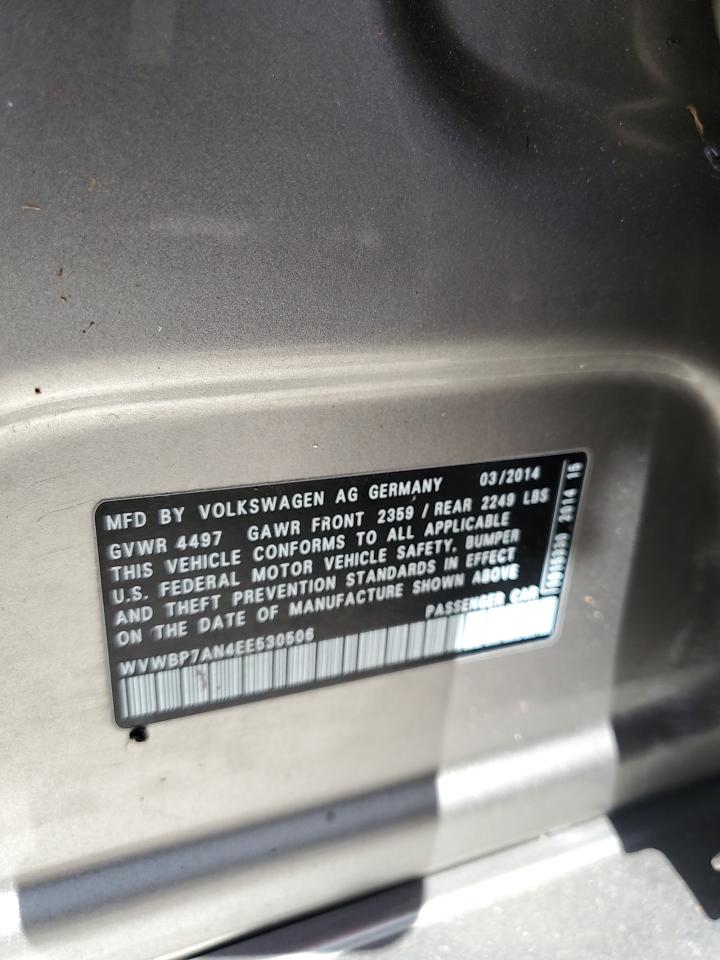 MFD BY VOLKSWAGEN AG GERMANY 03/2014
GVWR 4497 GAWR FRONT 2359 / REAR 2249 LBS
THIS VEHICLE CONFORMS TO ALL APPLICABLE
U.S. FEDERAL MOTOR VEHICLE SAFETY, BUMPER
AND THEFT PREVENTION STANDARDS IN EFFECT
ON THE DATE OF MANUFACTURE SHOWN ABOVE
PASSENGER CAR
WVWBP7AN4EE530506
2014 15